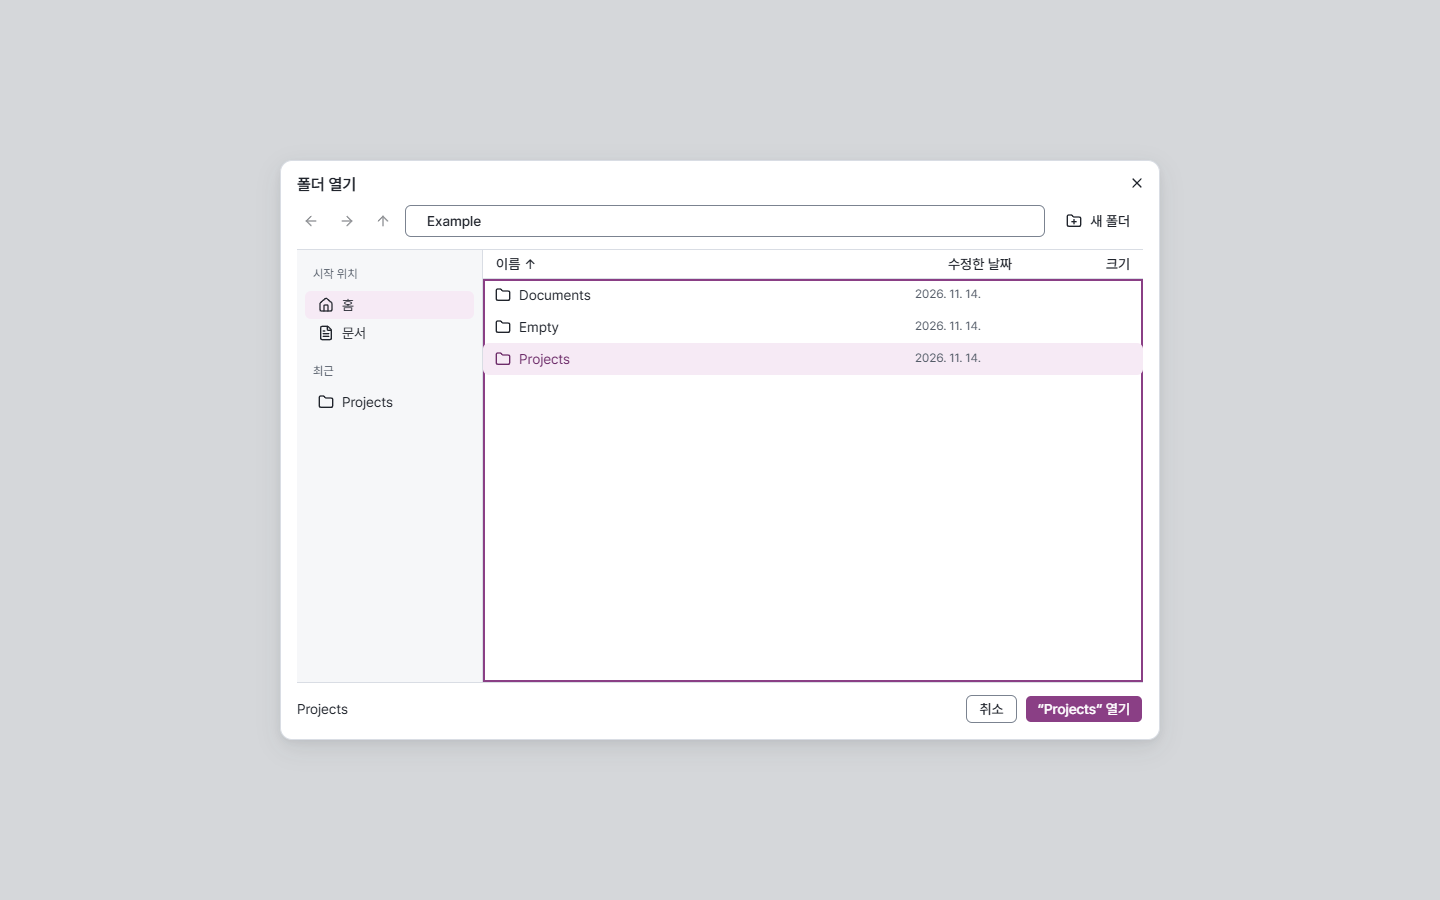 폴더 열기
Example
새 폴더
시작 위치
홈
문서
최근
Projects
이름 수정한 날짜 크기
Documents 2026. 11. 14.
Empty 2026. 11. 14.
Projects 2026. 11. 14.
Projects
취소
“Projects” 열기